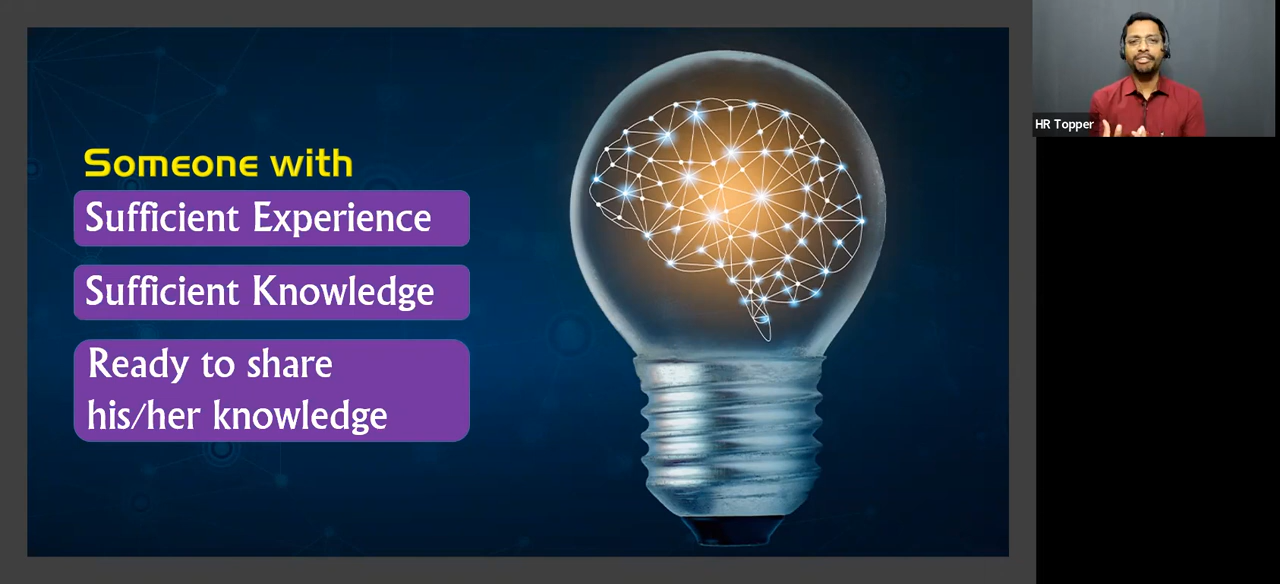 Someone with
Sufficient Experience
Sufficient Knowledge
Ready to share
his/her knowledge
HR Topper